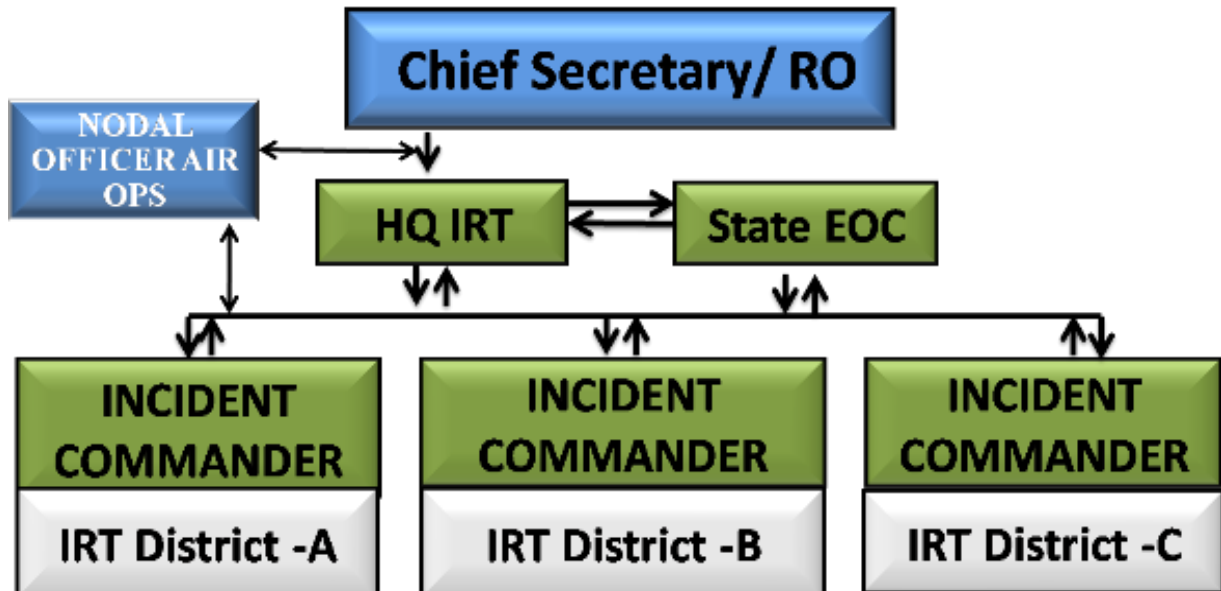 Chief Secretary/ RO
NODAL
OFFICER AIR
OPS
HQ IRT
State EOC
INCIDENT
COMMANDER
IRT District -A
INCIDENT
COMMANDER
IRT District -B
INCIDENT
COMMANDER
IRT District -C